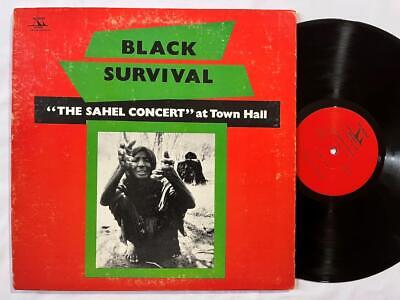 BLACK
SURVIVAL
“THE SAHEL CONCERT” at Town Hall